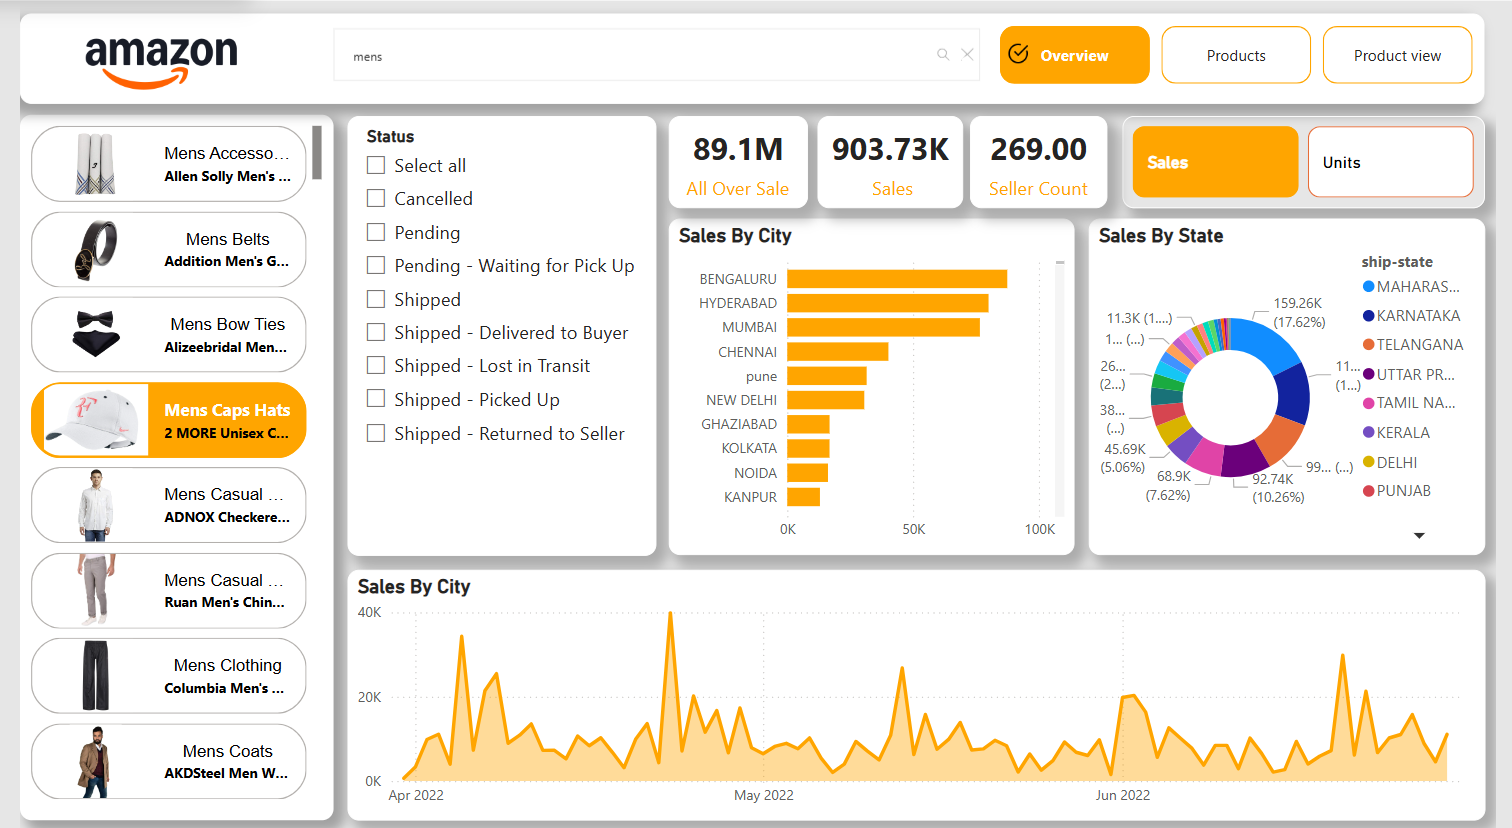 amazon
mens
Overview
Products
Product view
Mens Accesso...
Allen Solly Men's ...
Mens Belts
Addition Men's G...
Mens Bow Ties
Alizeebridal Men...
Mens Caps Hats
2 MORE Unisex C...
Mens Casual ...
ADNOX Checkere...
Mens Casual ...
Ruan Men's Chin...
Mens Clothing
Columbia Men's ...
Mens Coats
AKDSteel Men W...
Status
Select all
Cancelled
Pending
Pending - Waiting for Pick Up
Shipped
Shipped - Delivered to Buyer
Shipped - Lost in Transit
Shipped - Picked Up
Shipped - Returned to Seller
89.1M
All Over Sale
903.73K
Sales
269.00
Seller Count
Sales
Units
Sales By City
BENGALURU
HYDERABAD
MUMBAI
CHENNAI
pune
NEW DELHI
GHAZIABAD
KOLKATA
NOIDA
KANPUR
0K 50K 100K
Sales By State
159.26K
(17.62%)
11...
(1...)
99... (...)
92.74K
(10.26%)
68.9K
(7.62%)
45.69K
(5.06%)
38...
(...)
26...
(2...)
1... (...)
11.3K (1....)
ship-state
MAHARAS...
KARNATAKA
TELANGANA
UTTAR PR...
TAMIL NA...
KERALA
DELHI
PUNJAB
Sales By City
40K
20K
0K
Apr 2022 May 2022 Jun 2022